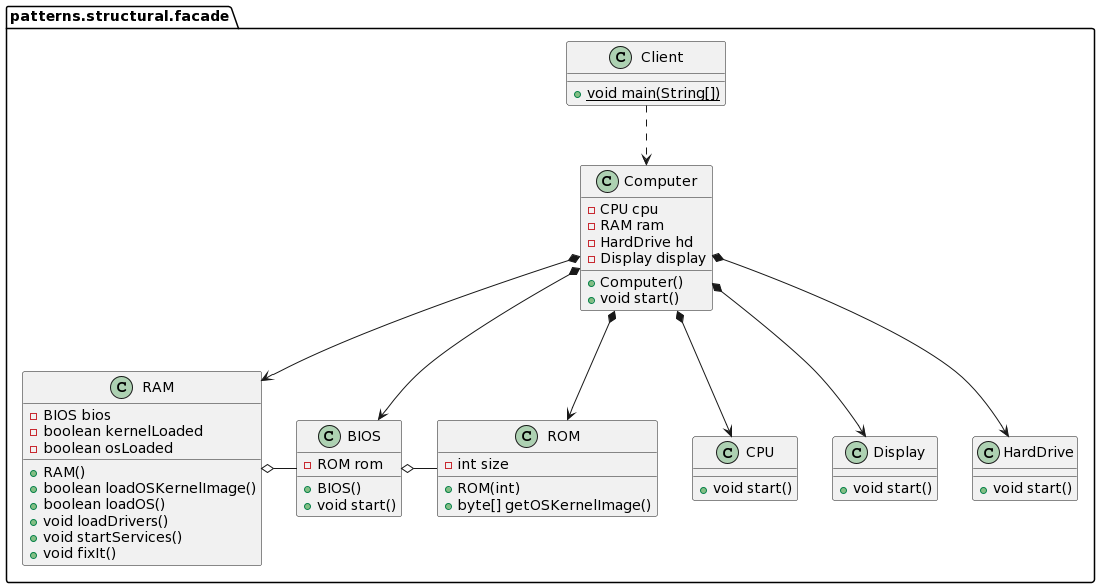 patterns.structural.facade
C Client
void main(String[])
C Computer
CPU cpu
RAM ram
HardDrive hd
Display display
Computer()
void start()
C RAM
BIOS bios
boolean kernelLoaded
boolean osLoaded
RAM()
boolean loadOSKernelImage()
boolean loadOS()
void loadDrivers()
void startServices()
void fixIt()
C BIOS
ROM rom
BIOS()
void start()
C ROM
int size
ROM(int)
byte[] getOSKernelImage()
C CPU
void start()
C Display
void start()
C HardDrive
void start()